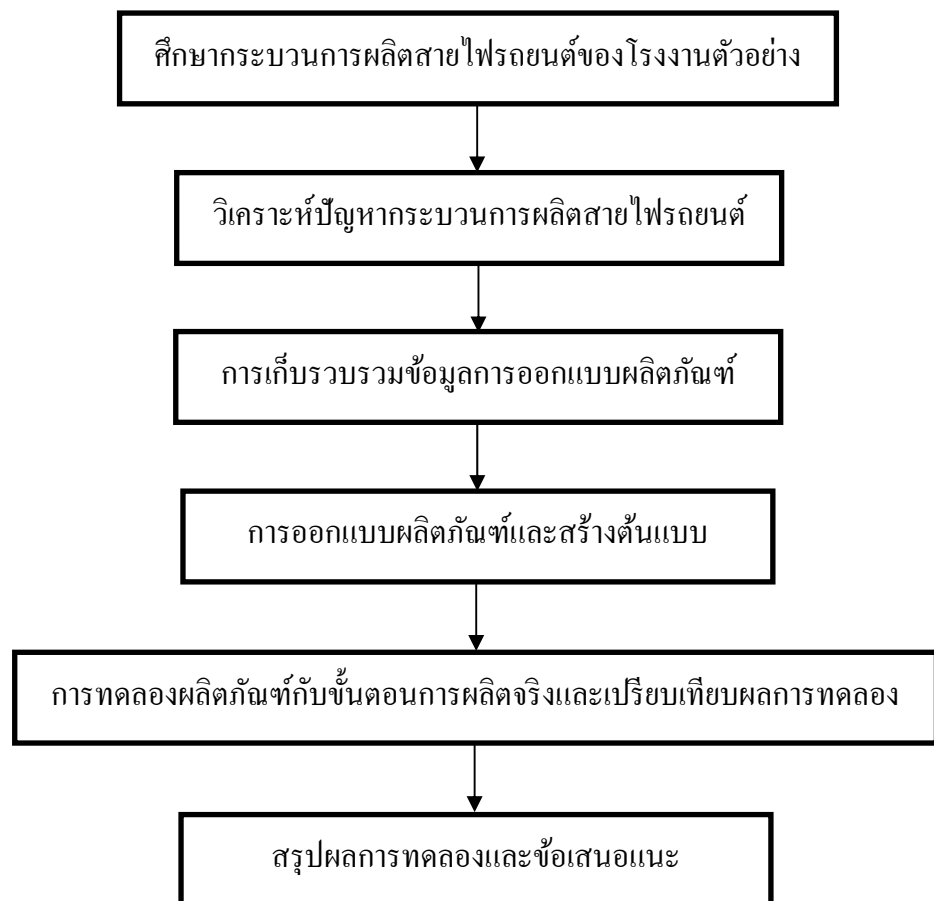 ศึกษากระบวนการผลิตสายไฟรถยนต์ของโรงงานตัวอย่าง
วิเคราะห์ปัญหากระบวนการผลิตสายไฟรถยนต์
การเก็บรวบรวมข้อมูลการออกแบบผลิตภัณฑ์
การออกแบบผลิตภัณฑ์และสร้างต้นแบบ
การทดลองผลิตภัณฑ์กับขั้นตอนการผลิตจริงและเปรียบเทียบผลการทดลอง
สรุปผลการทดลองและข้อเสนอแนะ